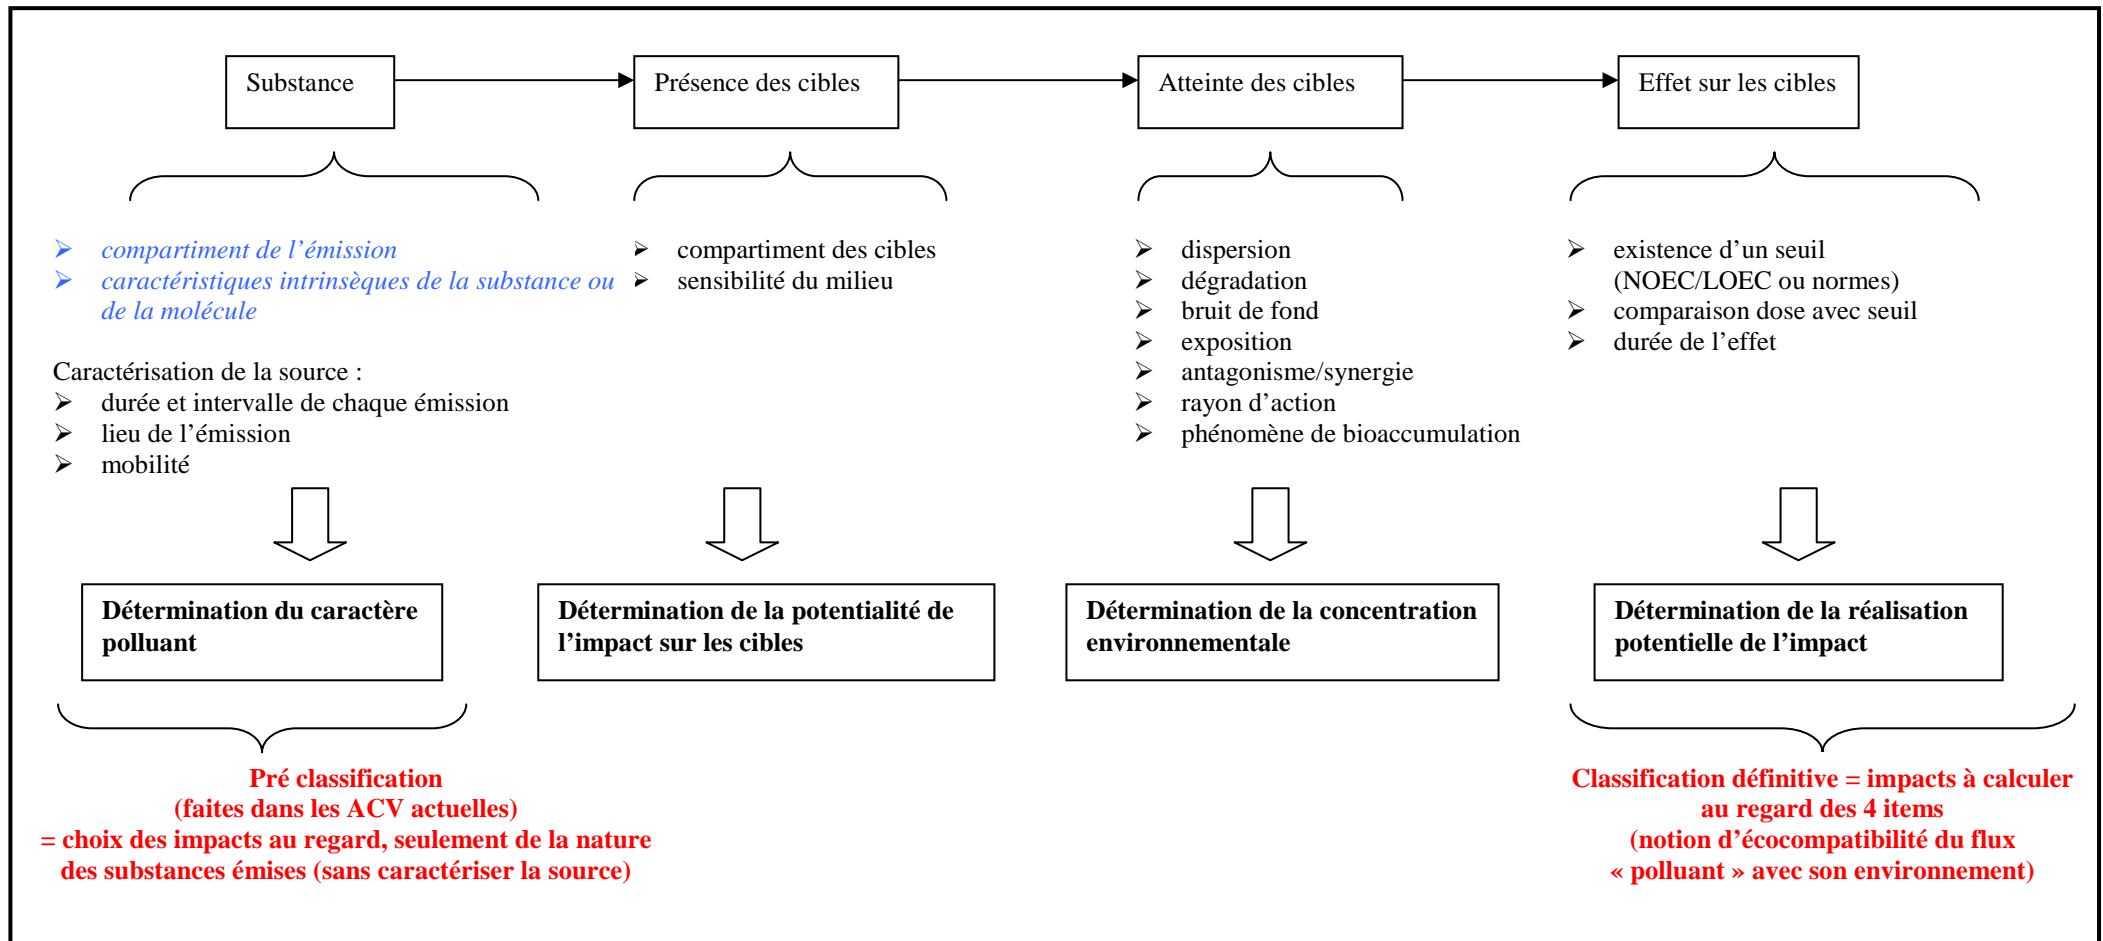 Substance
Présence des cibles
Atteinte des cibles
Effet sur les cibles
➢ compartiment de l’émission
➢ caractéristiques intrinsèques de la substance ou
de la molécule
Caractérisation de la source :
➢ durée et intervalle de chaque émission
➢ lieu de l’émission
➢ mobilité
➢ compartiment des cibles
➢ sensibilité du milieu
➢ dispersion
➢ dégradation
➢ bruit de fond
➢ exposition
➢ antagonisme/synergie
➢ rayon d’action
➢ phénomène de bioaccumulation
➢ existence d’un seuil
(NOEC/LOEC ou normes)
➢ comparaison dose avec seuil
➢ durée de l’effet
Détermination du caractère
polluant
Détermination de la potentialité de
l’impact sur les cibles
Détermination de la concentration
environnementale
Détermination de la réalisation
potentielle de l’impact
Pré classification
(faites dans les ACV actuelles)
= choix des impacts au regard, seulement de la nature
des substances émises (sans caractériser la source)
Classification définitive = impacts à calculer
au regard des 4 items
(notion d’écocompatibilité du flux
« polluant » avec son environnement)